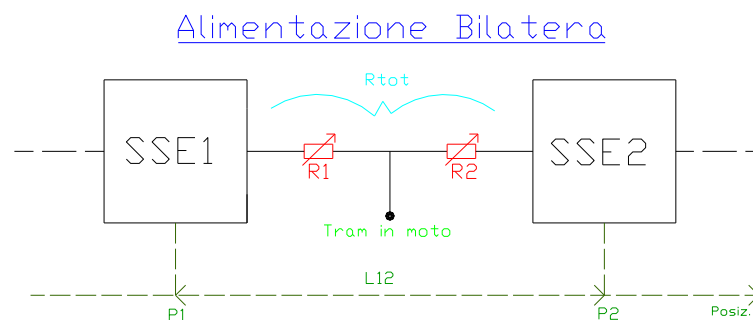 Alimentazione Bilatera
Rtot
SSE1
SSE2
R1
R2
Tram in moto
L12
P1
P2
Posiz.